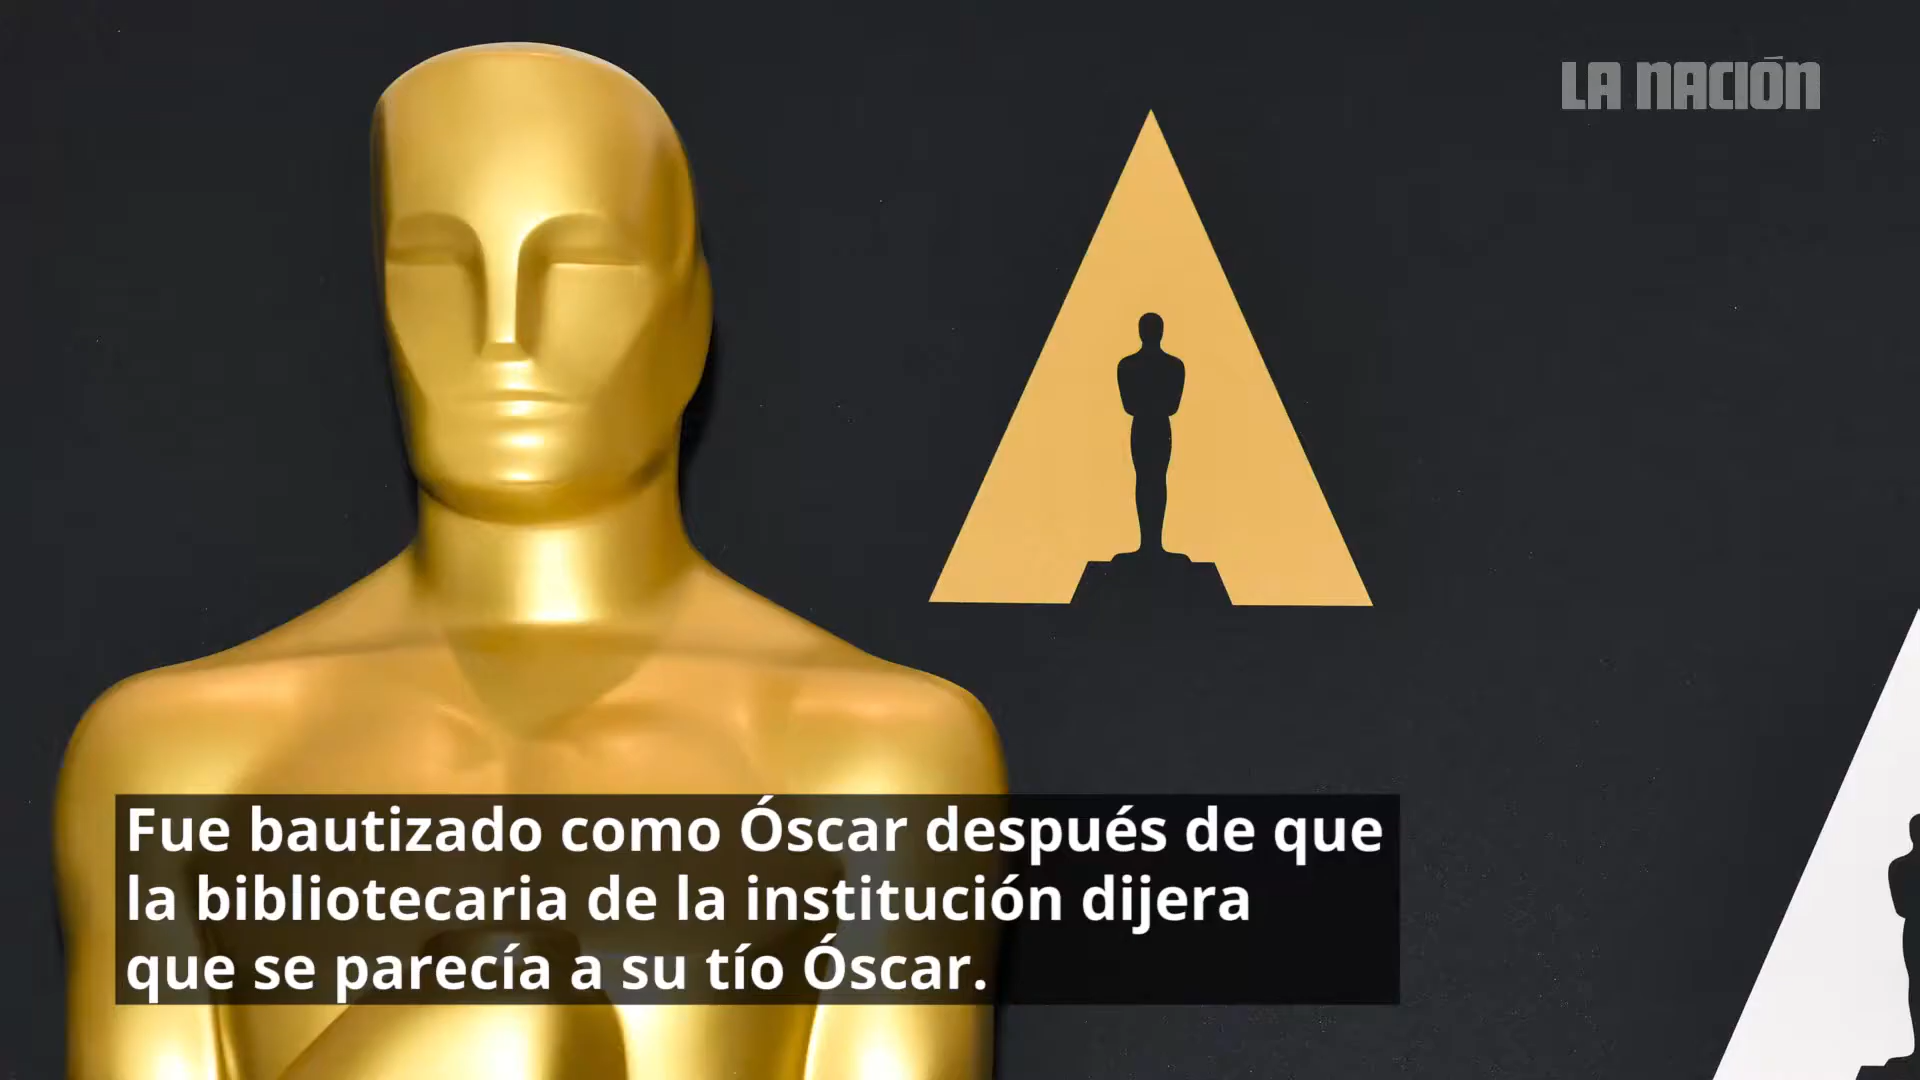 LA NACIÓN
Fue bautizado como Óscar después de que
la bibliotecaria de la institución dijera
que se parecía a su tío Óscar.